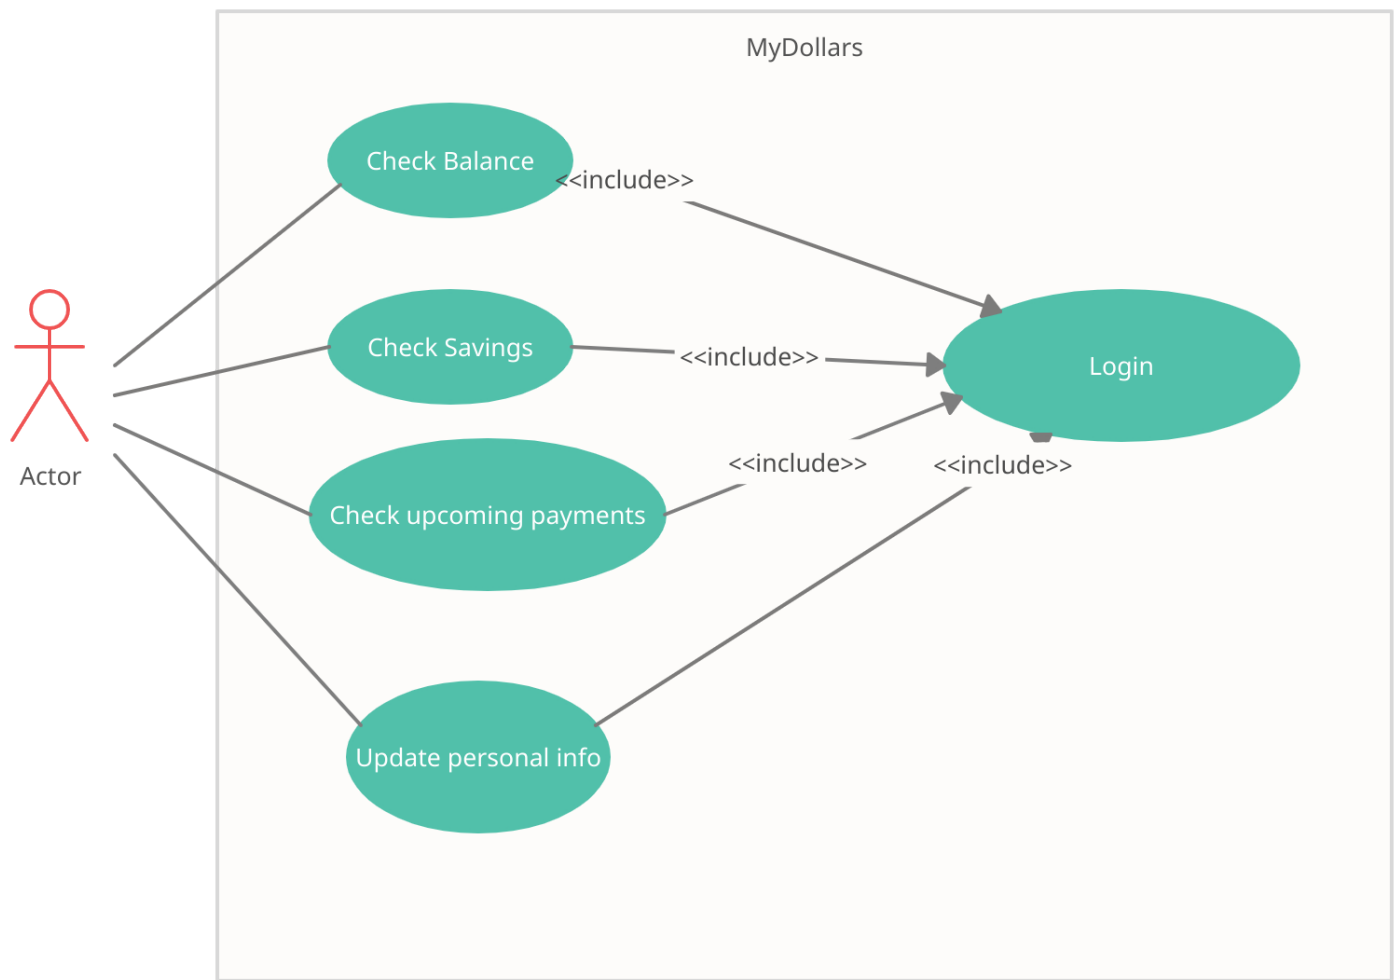 MyDollars
Check Balance
<<include>>
Check Savings
<<include>>
Login
<<include>>
<<include>>
Actor
Check upcoming payments
Update personal info